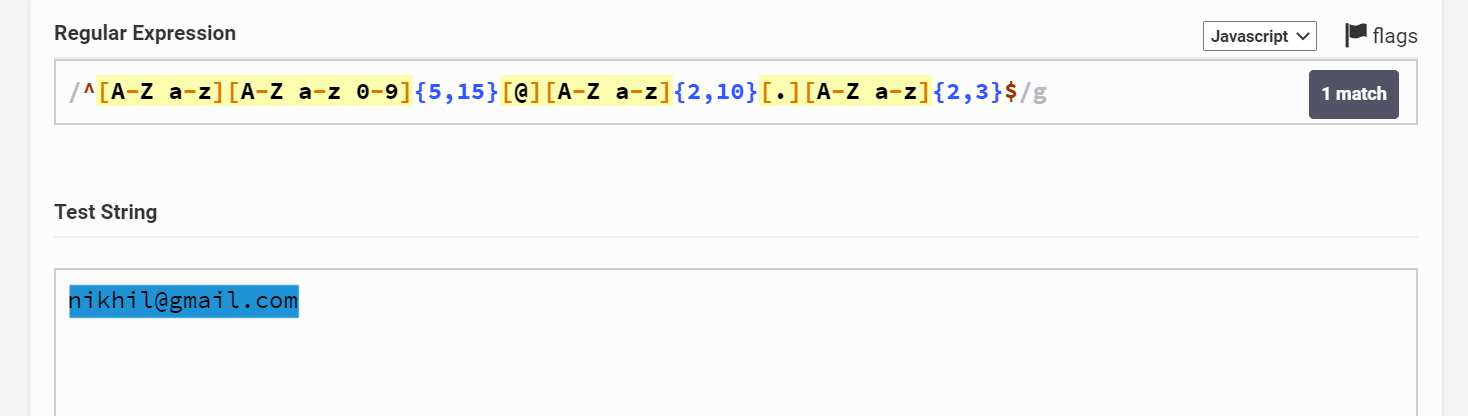 Regular Expression
Javascript flags
/^[A-Z a-z][A-Z a-z 0-9]{5,15}[@][A-Z a-z]{2,10}[.][A-Z a-z]{2,3}$/g
1 match
Test String
nikhil@gmail.com